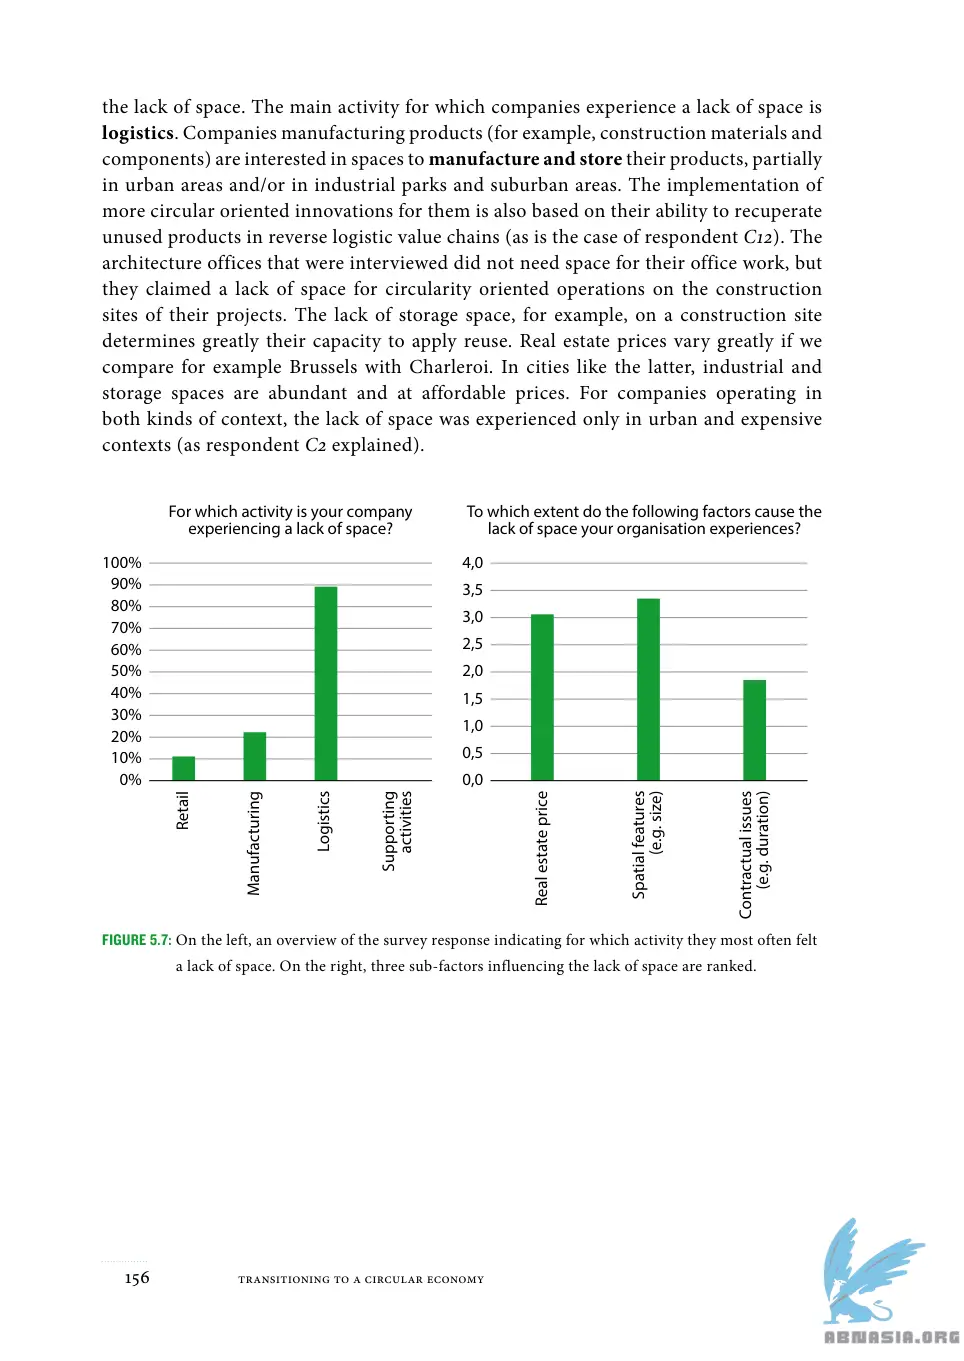 the lack of space. The main activity for which companies experience a lack of space is
logistics. Companies manufacturing products (for example, construction materials and
components) are interested in spaces to manufacture and store their products, partially
in urban areas and/or in industrial parks and suburban areas. The implementation of
more circular oriented innovations for them is also based on their ability to recuperate
unused products in reverse logistic value chains (as is the case of respondent C12). The
architecture offices that were interviewed did not need space for their office work, but
they claimed a lack of space for circularity oriented operations on the construction
sites of their projects. The lack of storage space, for example, on a construction site
determines greatly their capacity to apply reuse. Real estate prices vary greatly if we
compare for example Brussels with Charleroi. In cities like the latter, industrial and
storage spaces are abundant and at affordable prices. For companies operating in
both kinds of context, the lack of space was experienced only in urban and expensive
contexts (as respondent C2 explained).
For which activity is your company
experiencing a lack of space?
100%
90%
80%
70%
60%
50%
40%
30%
20%
10%
0%
Retail
Manufacturing
Logistics
Supporting
activities
To which extent do the following factors cause the
lack of space your organisation experiences?
4,0
3,5
3,0
2,5
2,0
1,5
1,0
0,5
0,0
Real estate price
Spatial features
(e.g. size)
Contractual issues
(e.g. duration)
FIGURE 5.7: On the left, an overview of the survey response indicating for which activity they most often felt
a lack of space. On the right, three sub-factors influencing the lack of space are ranked.
156 TRANSITIONING TO A CIRCULAR ECONOMY
ABNASIA.ORG